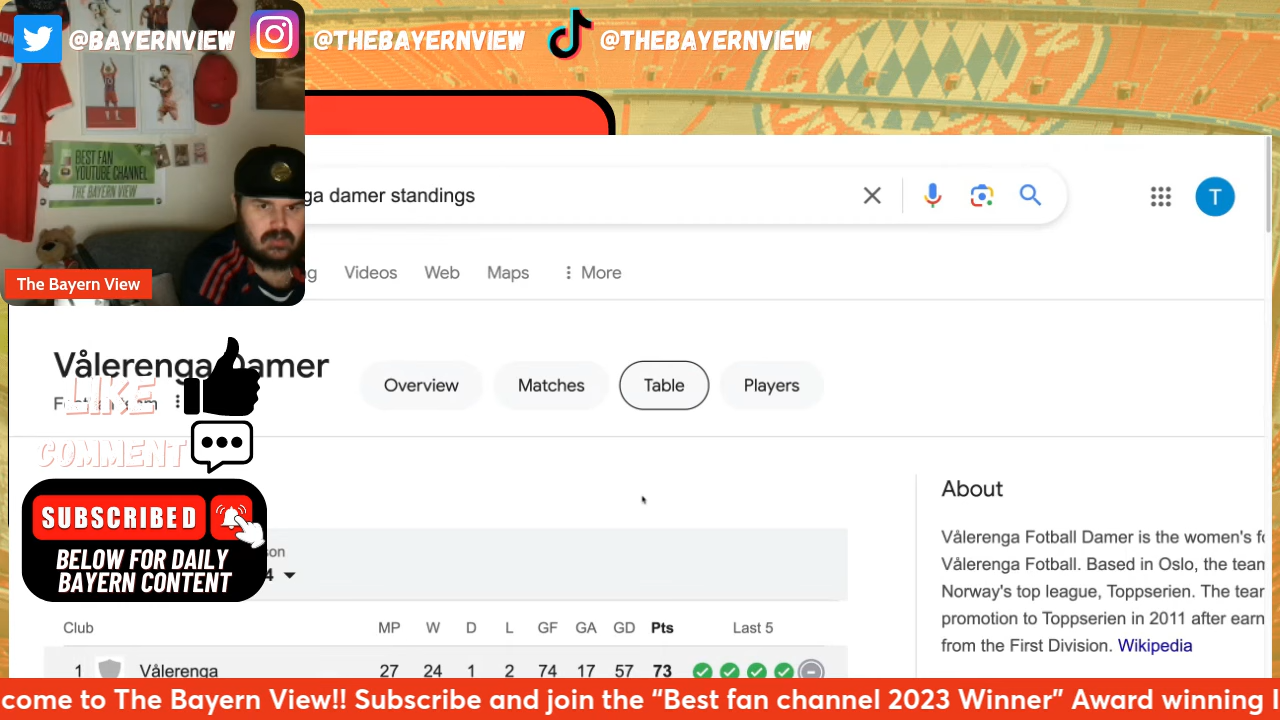 @BAYERNVIEW @THEBAYERNVIEW @THEBAYERNVIEW
BEST FAN
YOUTUBE CHANNEL
THE BAYERN VIEW
The Bayern View
ga damer standings
T
g Videos Web Maps More
Vålerenga Damer
Overview Matches Table Players
LIKE
COMMENT
SUBSCRIBED
BELOW FOR DAILY
BAYERN CONTENT
son
4
Club MP W D L GF GA GD Pts Last 5
1 Vålerenga 27 24 1 2 74 17 57 73
About
Vålerenga Fotball Damer is the women's fo
Vålerenga Fotball. Based in Oslo, the team
Norway's top league, Toppserien. The tear
promotion to Toppserien in 2011 after earn
from the First Division. Wikipedia
come to The Bayern View!! Subscribe and join the “Best fan channel 2023 Winner” Award winning